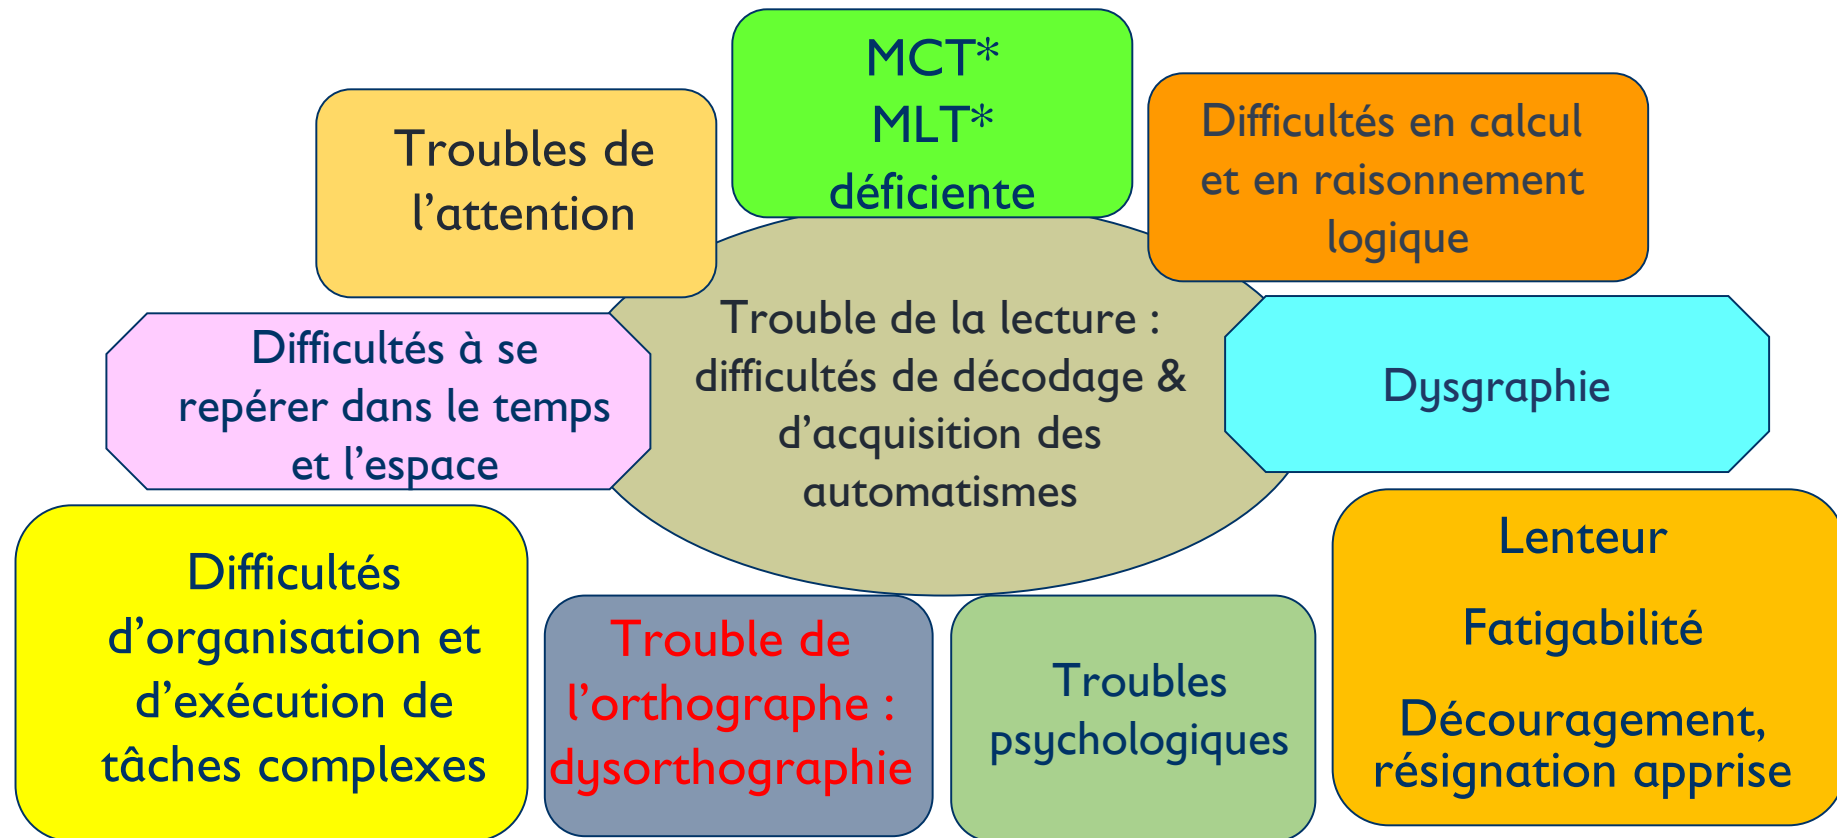 MCT*
MLT*
déficiente
Troubles de
l’attention
Difficultés en calcul
et en raisonnement
logique
Difficultés à se
repérer dans le temps
et l’espace
Trouble de la lecture :
difficultés de décodage &
d’acquisition des
automatismes
Dysgraphie
Difficultés
d’organisation et
d’exécution de
tâches complexes
Trouble de
l’orthographe :
dysorthographie
Troubles
psychologiques
Lenteur
Fatigabilité
Découragement,
résignation apprise